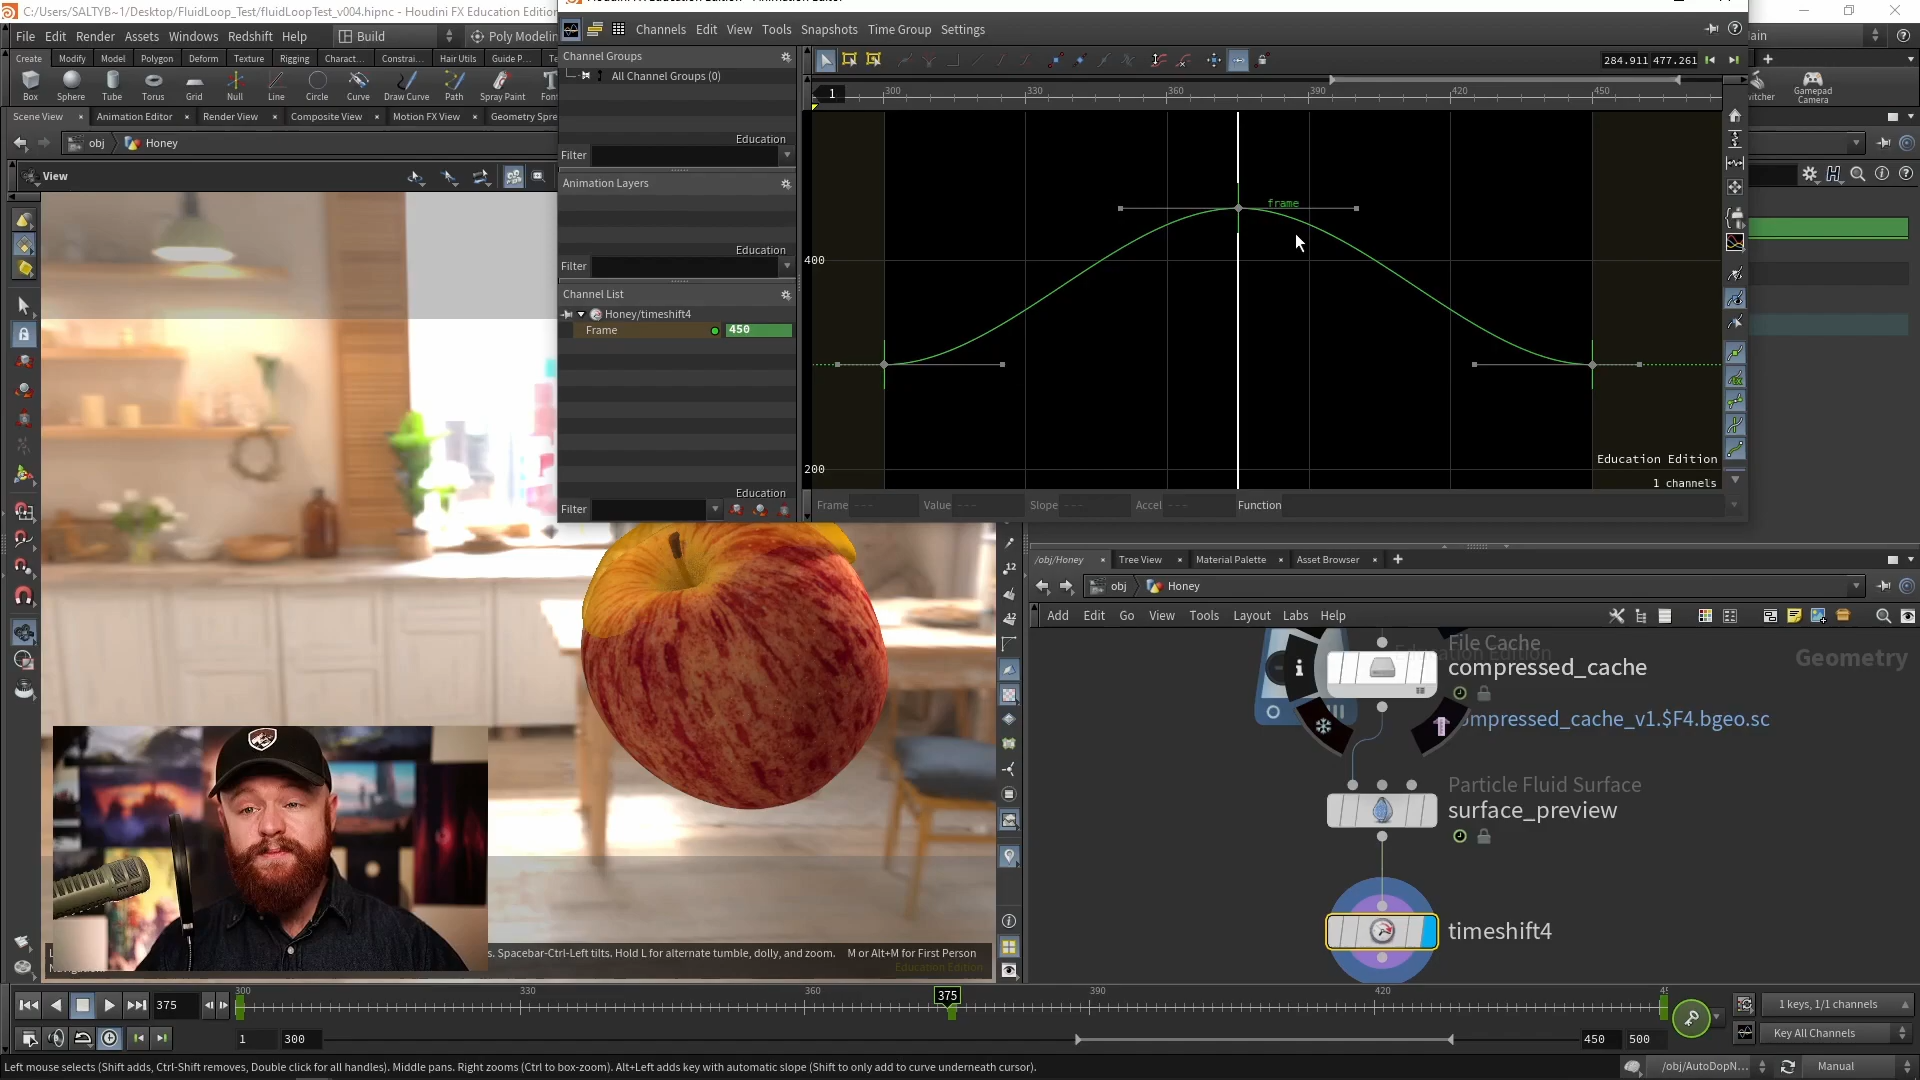 C:/Users/SALTYB~1/Desktop/FluidLoop_Test/fluidLoopTest_v004.hipnc - Houdini FX Education Edition
File Edit Render Assets Windows Redshift Help Build Poly Modeling
Create Modify Model Polygon Deform Texture Rigging Charact... Constrai... Hair Utils Guide P...
Box Sphere Tube Torus Grid Null Line Circle Curve Draw Curve Path Spray Paint
Scene View Animation Editor Render View Composite View Motion FX View Geometry Spre
obj Honey
View
Channels Edit View Tools Snapshots Time Group Settings
Channel Groups
All Channel Groups (0)
Education
Filter
Animation Layers
Education
Filter
Channel List
Honey/timeshift4
Frame 450
Education
Filter
284.911 477.261
1 300 330 360 390 420 450
frame
400
200
Education Edition
1 channels
Frame --- Value --- Slope --- Accel --- Function
Gamepad
Camera
/obj/Honey Tree View Material Palette Asset Browser
obj Honey
Add Edit Go View Tools Layout Labs Help
File Cache
Education Edition
Geometry
compressed_cache
ompressed_cache_v1.$F4.bgeo.sc
Particle Fluid Surface
surface_preview
timeshift4
s. Spacebar-Ctrl-Left tilts. Hold L for alternate tumble, dolly, and zoom. M or Alt+M for First Person
Education Edition
375 300 330 360 375 390 420 45
1 keys, 1/1 channels
1 300 450 500
Key All Channels
Left mouse selects (Shift adds, Ctrl-Shift removes, Double click for all handles). Middle pans. Right zooms (Ctrl to box-zoom). Alt+Left adds key with automatic slope (Shift to only add to curve underneath cursor).
/obj/AutoDopN... Manual